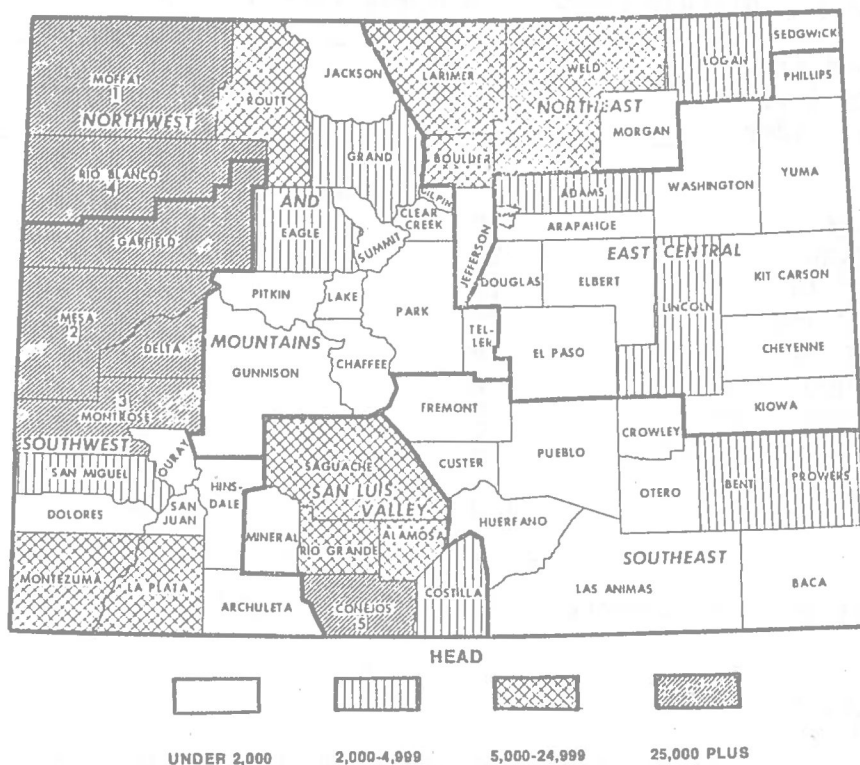 SEDGWICK
JACKSON
LARIMER
WELD
LOGAN
PHILLIPS
MOFFAT
1
ROUTT
NORTHWEST
NORTHEAST
MORGAN
GRAND
BOULDER
YUMA
RIO BLANCO
4
GILPIN
ADAMS
WASHINGTON
AND
EAGLE
CLEAR
CREEK
ARAPAHOE
GARFIELD
SUMMIT
JEFFERSON
EAST CENTRAL
DOUGLAS
ELBERT
KIT CARSON
PITKIN
LAKE
PARK
LINCOLN
MESA
2
TEL-
LER
DELTA
MOUNTAINS
CHAFFEE
EL PASO
CHEYENNE
GUNNISON
3
MONTROSE
FREMONT
KIOWA
CROWLEY
SOUTHWEST
OURAY
SAGUACHE
CUSTER
PUEBLO
SAN MIGUEL
HINS-
DALE
BENT
PROWERS
SAN LUIS
VALLEY
OTERO
DOLORES
SAN
JUAN
MINERAL
HUERFANO
RIO GRANDE
ALAMOSA
SOUTHEAST
MONTEZUMA
LA PLATA
COSTILLA
LAS ANIMAS
BACA
ARCHULETA
CONEJOS
5
HEAD
UNDER 2,000
2,000-4,999
5,000-24,999
25,000 PLUS